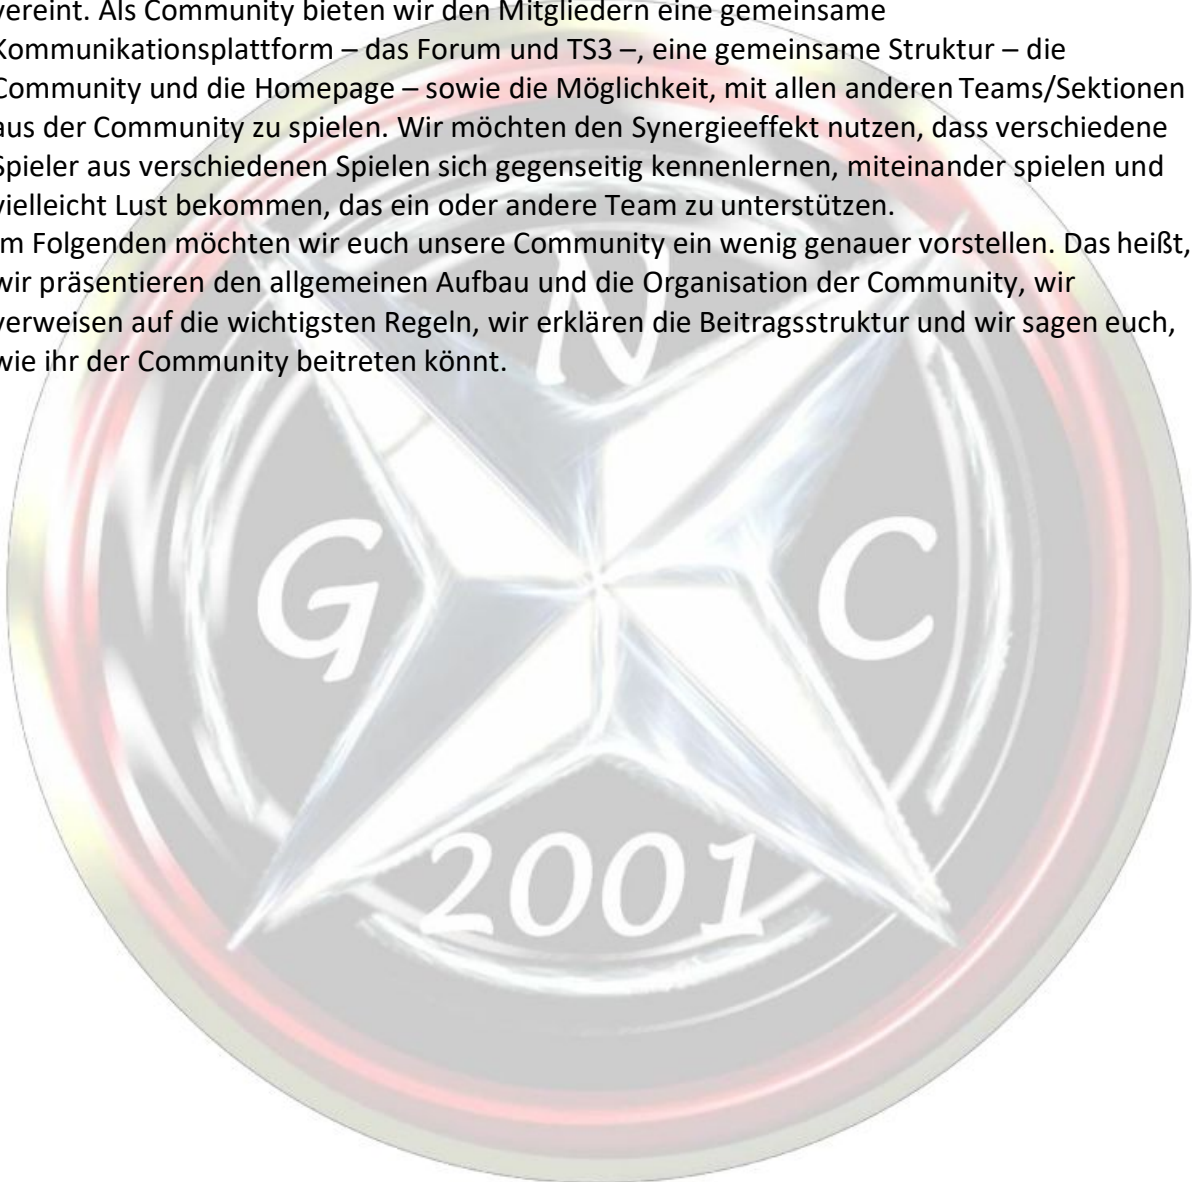 vereint. Als Community bieten wir den Mitgliedern eine gemeinsame
Kommunikationsplattform – das Forum und TS3 –, eine gemeinsame Struktur – die
Community und die Homepage – sowie die Möglichkeit, mit allen anderen Teams/Sektionen
aus der Community zu spielen. Wir möchten den Synergieeffekt nutzen, dass verschiedene
Spieler aus verschiedenen Spielen sich gegenseitig kennenlernen, miteinander spielen und
vielleicht Lust bekommen, das ein oder andere Team zu unterstützen.
Im Folgenden möchten wir euch unsere Community ein wenig genauer vorstellen. Das heißt,
wir präsentieren den allgemeinen Aufbau und die Organisation der Community, wir
verweisen auf die wichtigsten Regeln, wir erklären die Beitragsstruktur und wir sagen euch,
wie ihr der Community beitreten könnt.
N
G C
2001